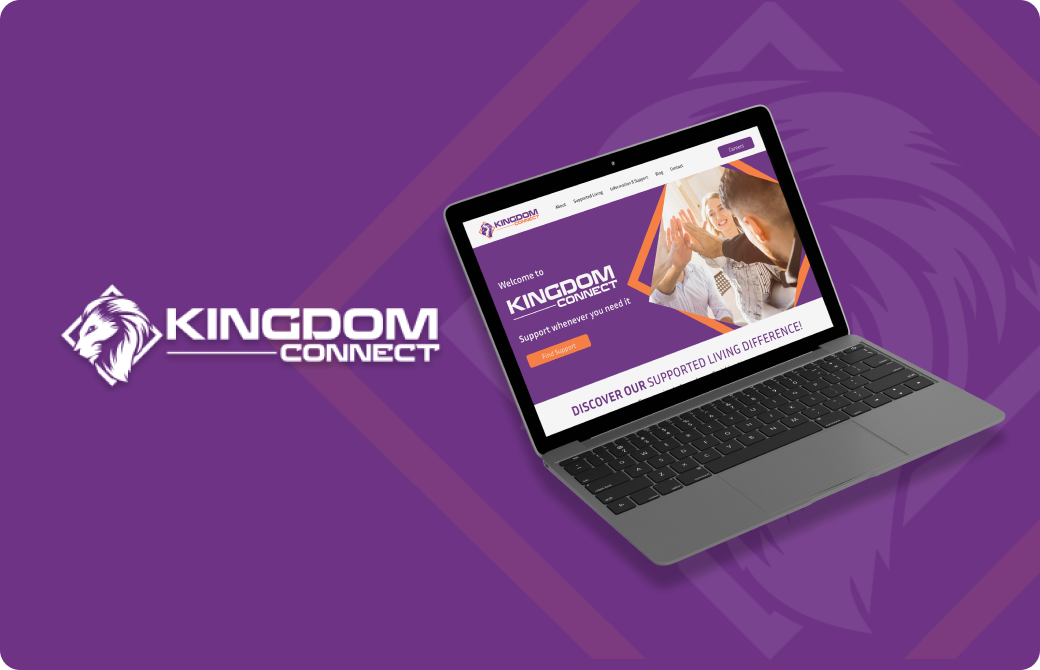 KINGDOM
CONNECT
KINGDOM
CONNECT
About
Supported Living
Information & Support
Blog
Contact
Careers
Welcome to
KINGDOM
CONNECT
Support whenever you need it
Find Support
DISCOVER OUR SUPPORTED LIVING DIFFERENCE!